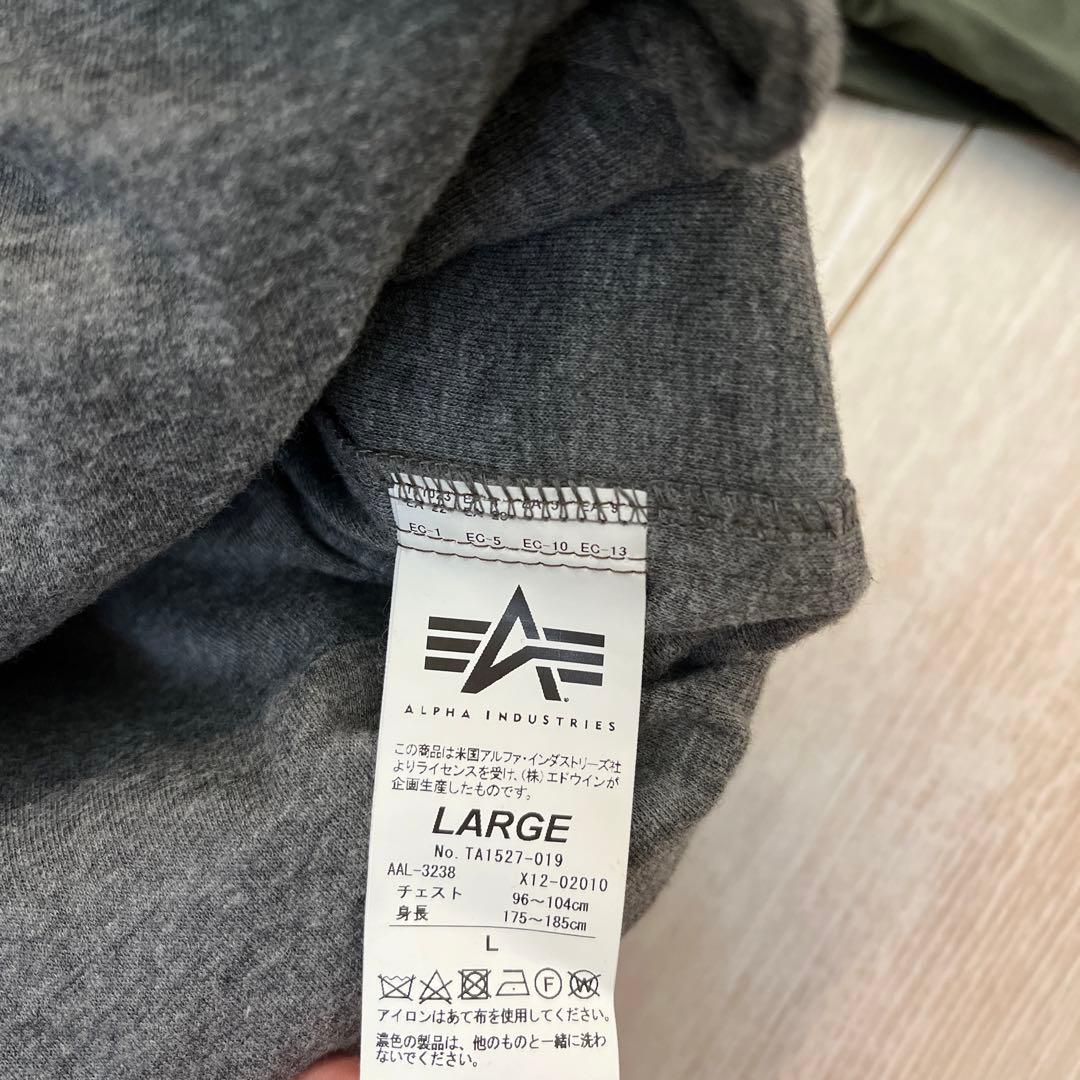 EC-1 EC-5 EC-10 EC-13
ALPHA INDUSTRIES
この商品は米国アルファ・インダストリーズ社
よりライセンスを受け、(株)エドウインが
企画生産したものです。
LARGE
No. TA1527-019
AAL-3238 X12-02010
チェスト 96~104cm
身長 175~185cm
L
F W
アイロンはあて布を使用してください。
濃色の製品は、他のものと一緒に洗わ
ないでください。